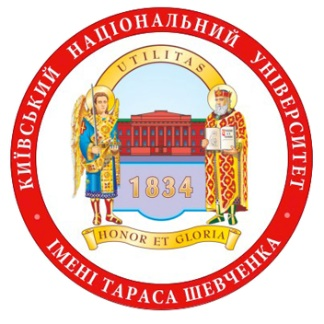 КИЇВСЬКИЙ НАЦІОНАЛЬНИЙ УНІВЕРСИТЕТ
ІМЕНІ ТАРАСА ШЕВЧЕНКА
UTILITAS
1834
HONOR ET GLORIA